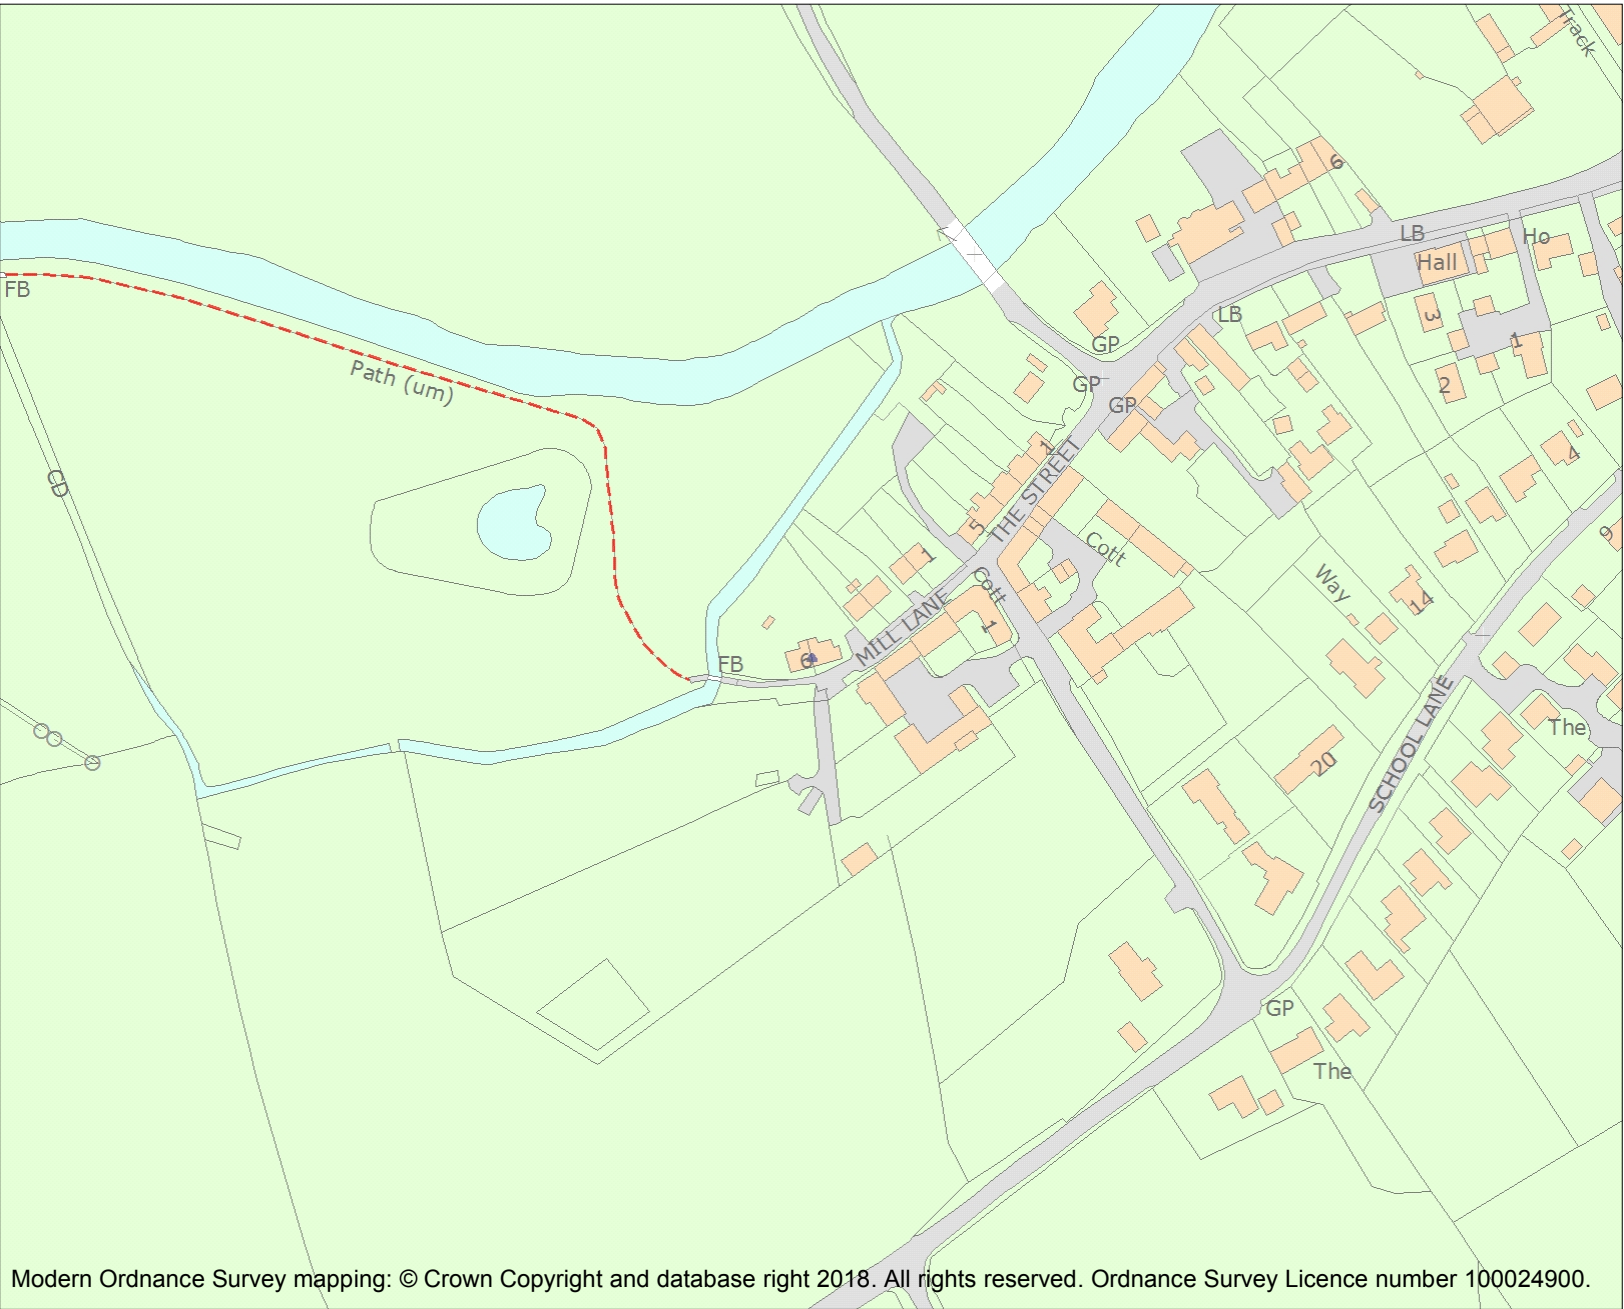 Track
6
LB
Ho
Hall
FB
LB
3
GP
1
Path (um)
GP
2
GP
1
THE STREET
4
CD
5
9
Cott
1
Cott
Way
14
MILL LANE
1
6
FB
SCHOOL LANE
The
20
GP
The
Modern Ordnance Survey mapping: © Crown Copyright and database right 2018. All rights reserved. Ordnance Survey Licence number 100024900.